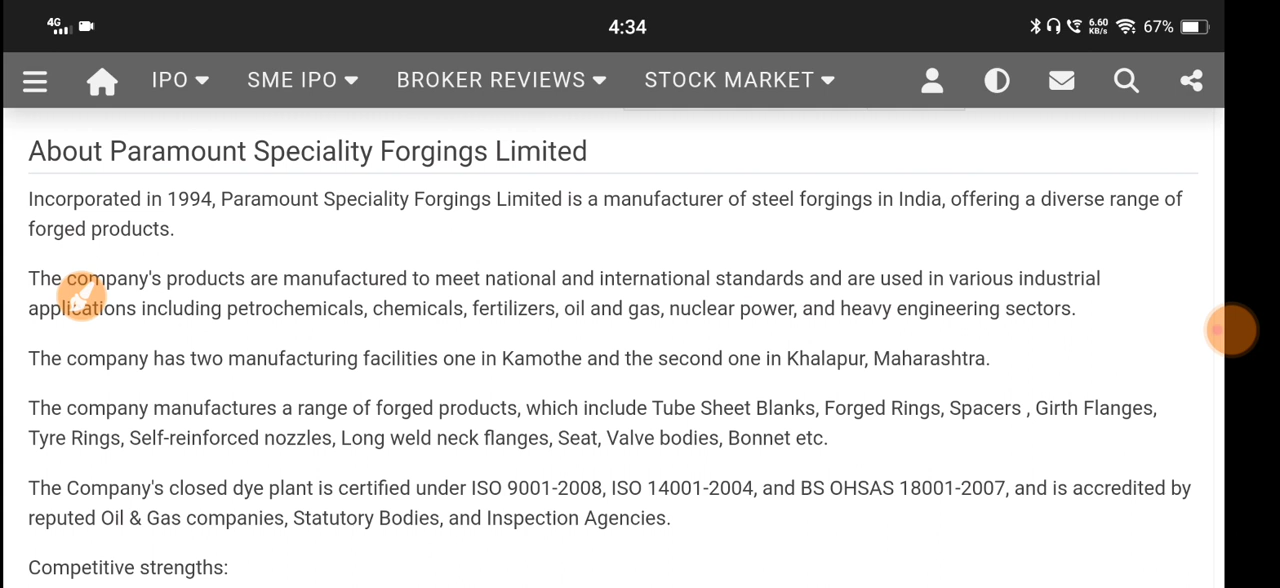 4G 4:34 6.60 KB/s 67%
IPO SME IPO BROKER REVIEWS STOCK MARKET
About Paramount Speciality Forgings Limited
Incorporated in 1994, Paramount Speciality Forgings Limited is a manufacturer of steel forgings in India, offering a diverse range of
forged products.
The company's products are manufactured to meet national and international standards and are used in various industrial
applications including petrochemicals, chemicals, fertilizers, oil and gas, nuclear power, and heavy engineering sectors.
The company has two manufacturing facilities one in Kamothe and the second one in Khalapur, Maharashtra.
The company manufactures a range of forged products, which include Tube Sheet Blanks, Forged Rings, Spacers , Girth Flanges,
Tyre Rings, Self-reinforced nozzles, Long weld neck flanges, Seat, Valve bodies, Bonnet etc.
The Company's closed dye plant is certified under ISO 9001-2008, ISO 14001-2004, and BS OHSAS 18001-2007, and is accredited by
reputed Oil & Gas companies, Statutory Bodies, and Inspection Agencies.
Competitive strengths: